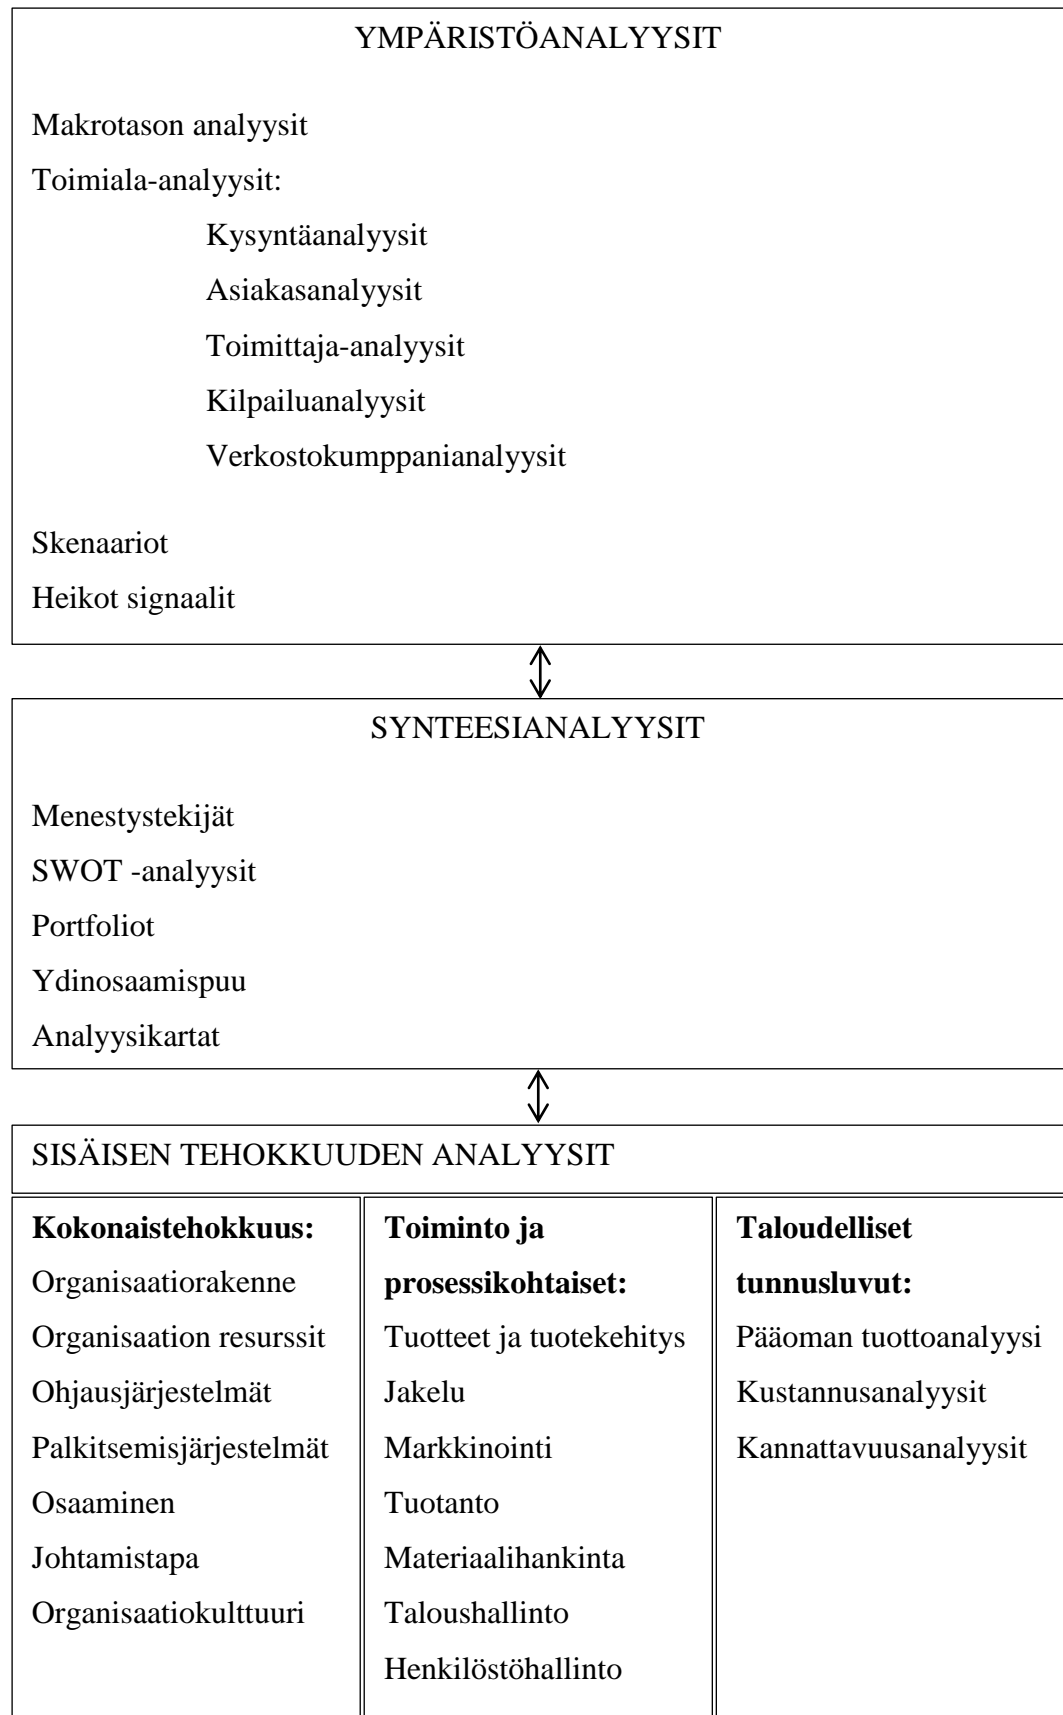 YMPÄRISTÖANALYYSIT
Makrotason analyysit
Toimiala-analyysit:
Kysyntäanalyysit
Asiakasanalyysit
Toimittaja-analyysit
Kilpailuanalyysit
Verkostokumppanianalyysit
Skenaariot
Heikot signaalit
SYNTEESIANALYYSIT
Menestystekijät
SWOT -analyysit
Portfoliot
Ydinosaamispuu
Analyysikartat
SISÄISEN TEHOKKUUDEN ANALYYSIT
Kokonaistehokkuus:
Organisaatiorakenne
Organisaation resurssit
Ohjausjärjestelmät
Palkitsemisjärjestelmät
Osaaminen
Johtamistapa
Organisaatiokulttuuri
Toiminto ja
prosessikohtaiset:
Tuotteet ja tuotekehitys
Jakelu
Markkinointi
Tuotanto
Materiaalihankinta
Taloushallinto
Henkilöstöhallinto
Taloudelliset
tunnusluvut:
Pääoman tuottoanalyysi
Kustannusanalyysit
Kannattavuusanalyysit